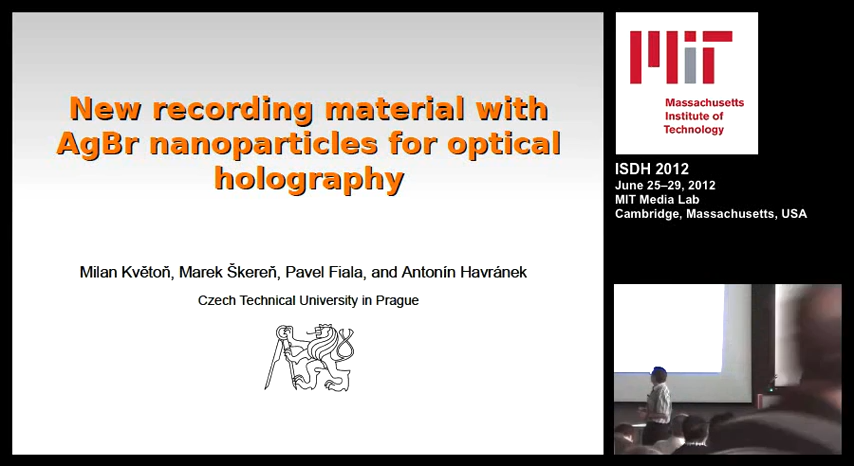 New recording material with
AgBr nanoparticles for optical
holography
Milan Květoň, Marek Škereň, Pavel Fiala, and Antonín Havránek
Czech Technical University in Prague
Massachusetts
Institute of
Technology
ISDH 2012
June 25–29, 2012
MIT Media Lab
Cambridge, Massachusetts, USA